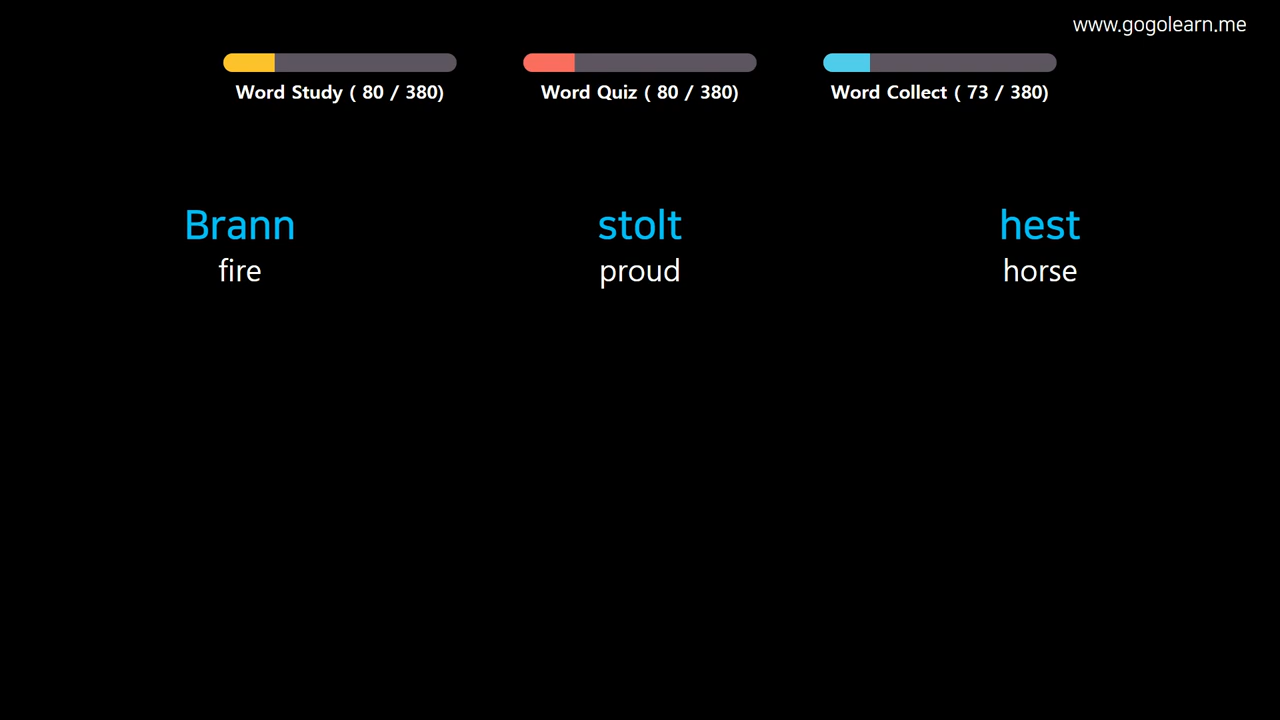 www.gogolearn.me
Word Study ( 80 / 380)
Word Quiz ( 80 / 380)
Word Collect ( 73 / 380)
Brann
fire
stolt
proud
hest
horse